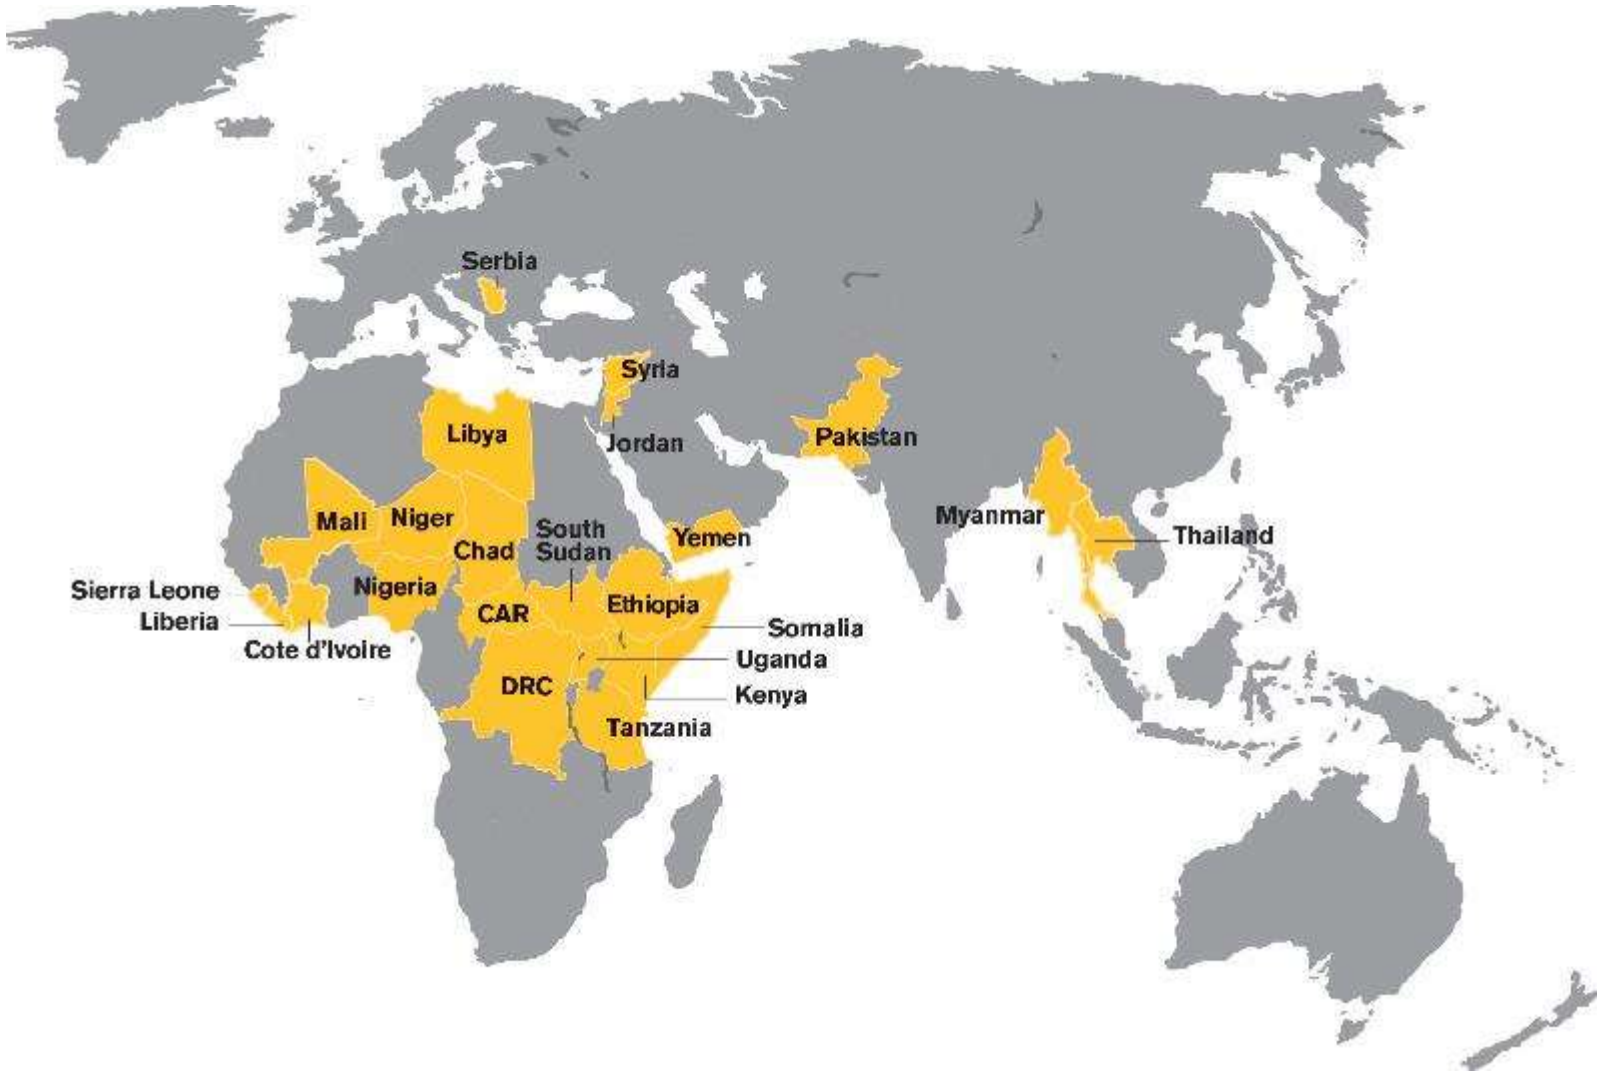 Serbia
Syria
Libya
Jordan
Pakistan
Mali
Niger
Myanmar
South
Sudan
Yemen
Thailand
Chad
Sierra Leone
Nigeria
Liberia
CAR
Ethiopia
Somalia
Cote d'Ivoire
Uganda
DRC
Kenya
Tanzania